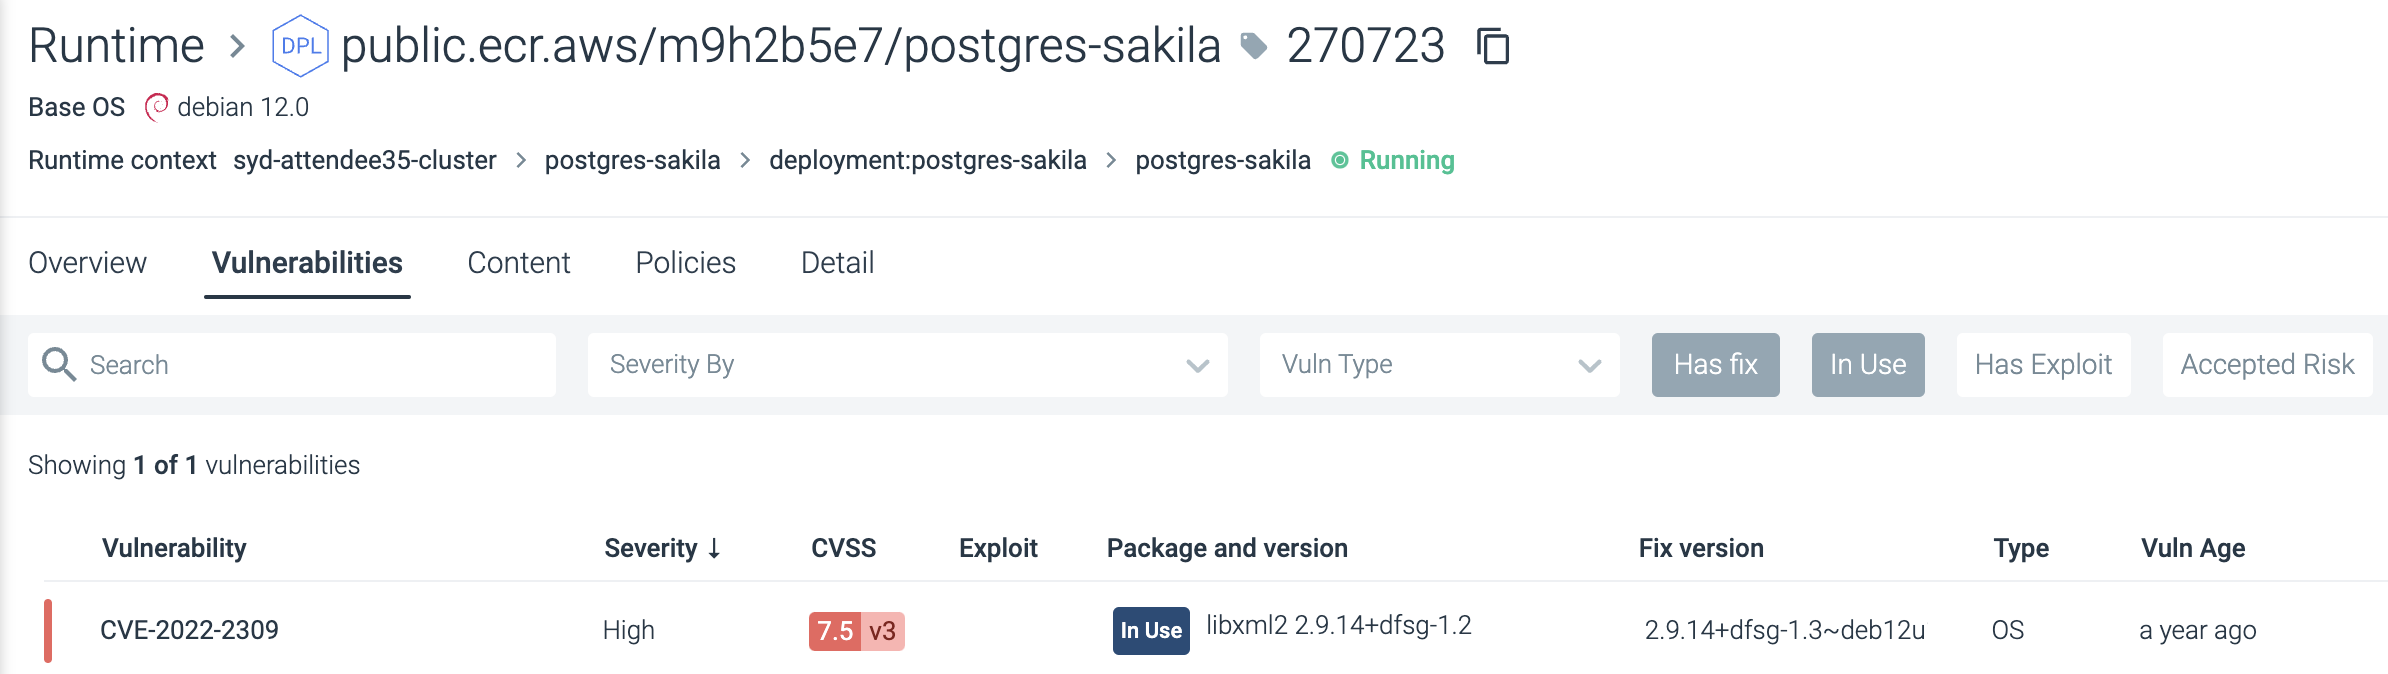 Runtime > DPL public.ecr.aws/m9h2b5e7/postgres-sakila 270723
Base OS debian 12.0
Runtime context syd-attendee35-cluster > postgres-sakila > deployment:postgres-sakila > postgres-sakila Running
Overview Vulnerabilities Content Policies Detail
Search Severity By Vuln Type Has fix In Use Has Exploit Accepted Risk
Showing 1 of 1 vulnerabilities
Vulnerability Severity ↓ CVSS Exploit Package and version Fix version Type Vuln Age
CVE-2022-2309 High 7.5 v3 In Use libxml2 2.9.14+dfsg-1.2 2.9.14+dfsg-1.3~deb12u OS a year ago